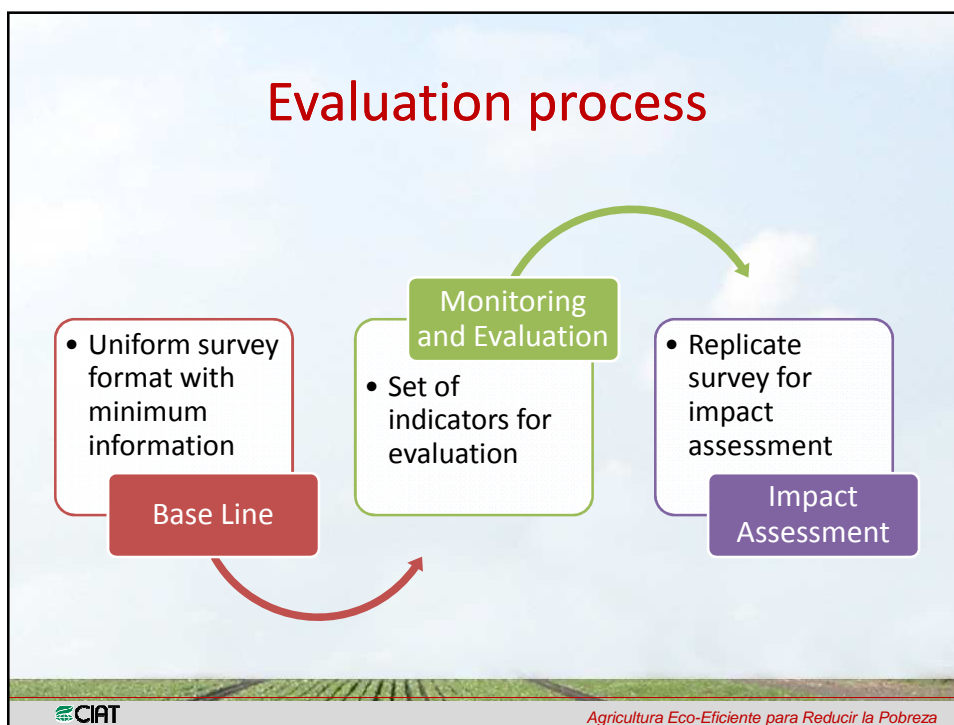 Evaluation process
• Uniform survey
format with
minimum
information
Base Line
Monitoring
and Evaluation
• Set of
indicators for
evaluation
• Replicate
survey for
impact
assessment
Impact
Assessment
CIAT
Agricultura Eco-Eficiente para Reducir la Pobreza